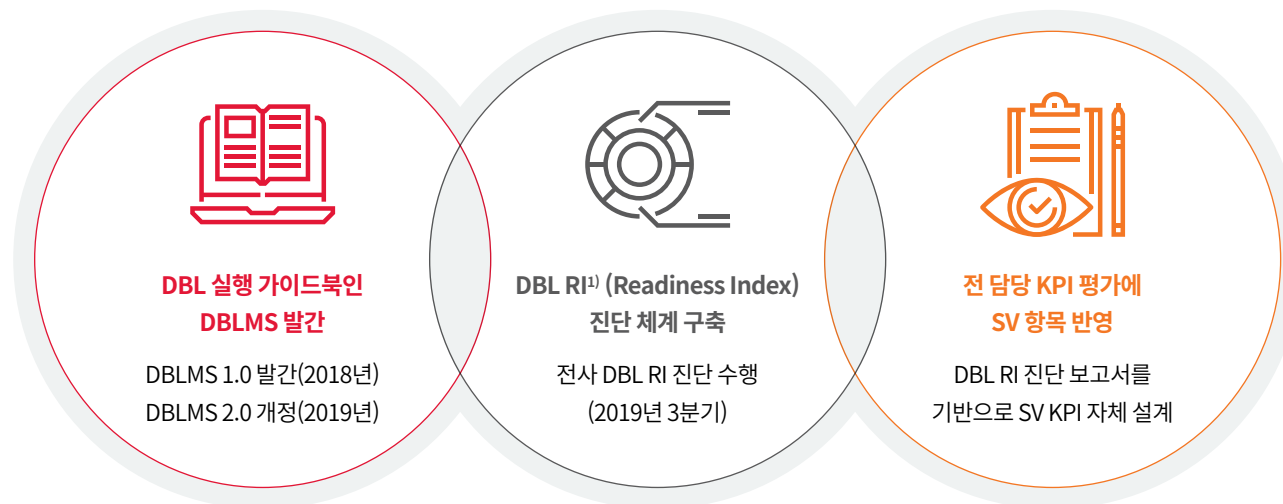 DBL 실행 가이드북인
DBLMS 발간
DBLMS 1.0 발간(2018년)
DBLMS 2.0 개정(2019년)
DBL RI¹⁾ (Readiness Index)
진단 체계 구축
전사 DBL RI 진단 수행
(2019년 3분기)
전 담당 KPI 평가에
SV 항목 반영
DBL RI 진단 보고서를
기반으로 SV KPI 자체 설계